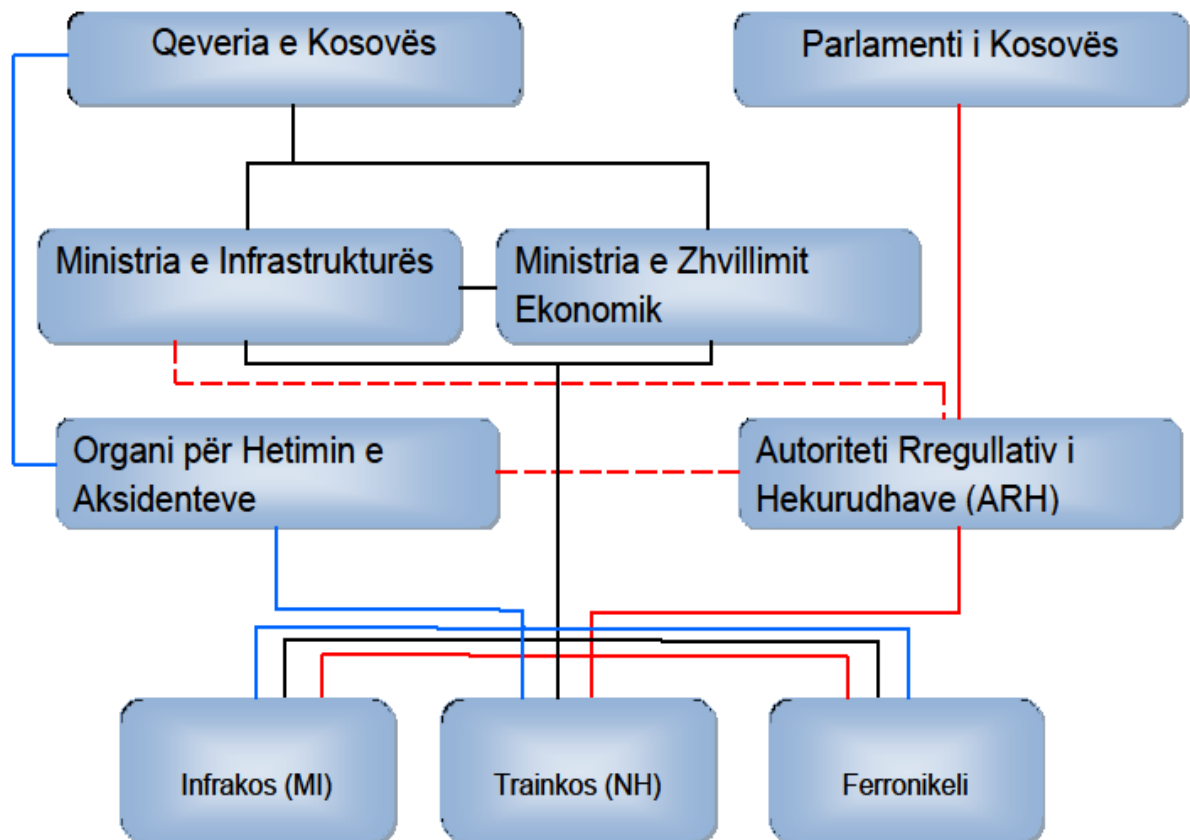 Qeveria e Kosovës
Parlamenti i Kosovës
Ministria e Infrastrukturës
Ministria e Zhvillimit
Ekonomik
Organi për Hetimin e
Aksidenteve
Autoriteti Rregullativ i
Hekurudhave (ARH)
Infrakos (MI)
Trainkos (NH)
Ferronikeli